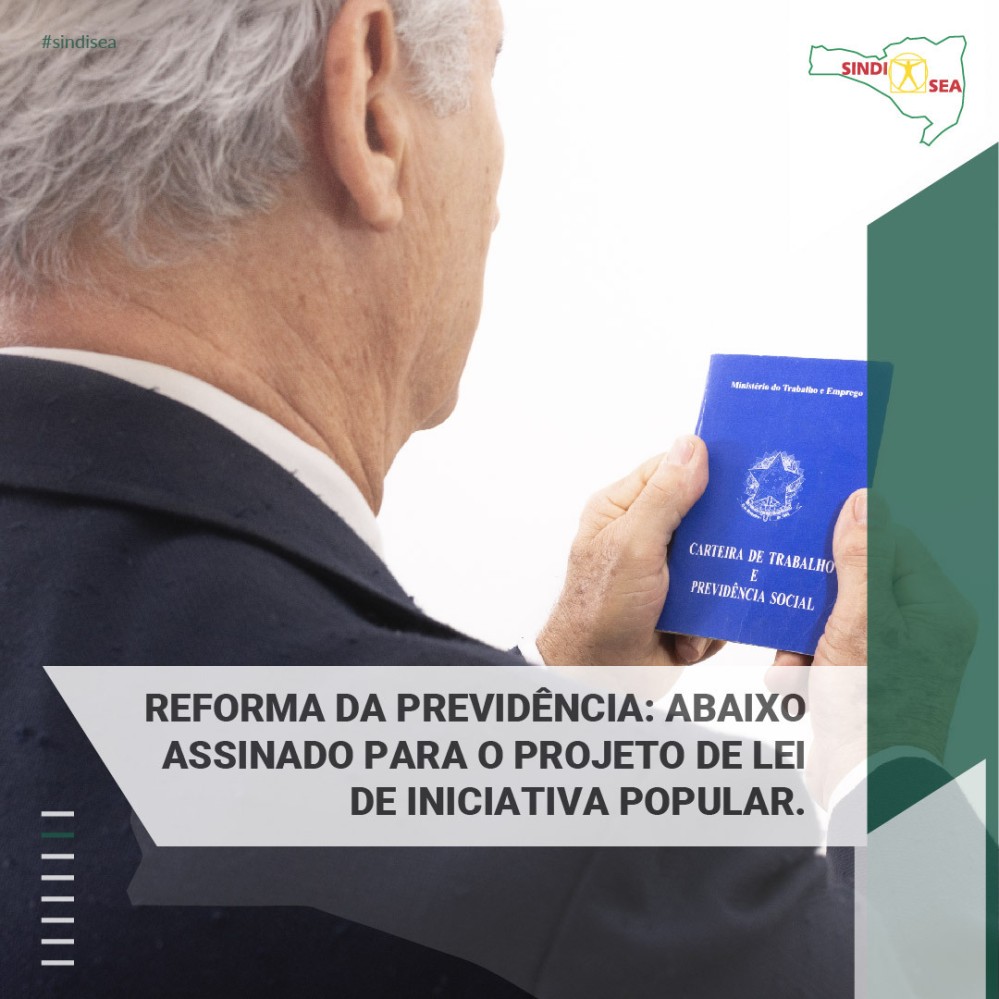 #sindisea
SINDI
SEA
Ministério do Trabalho e Emprego
CARTEIRA DE TRABALHO
E
PREVIDÊNCIA SOCIAL
REFORMA DA PREVIDÊNCIA: ABAIXO
ASSINADO PARA O PROJETO DE LEI
DE INICIATIVA POPULAR.